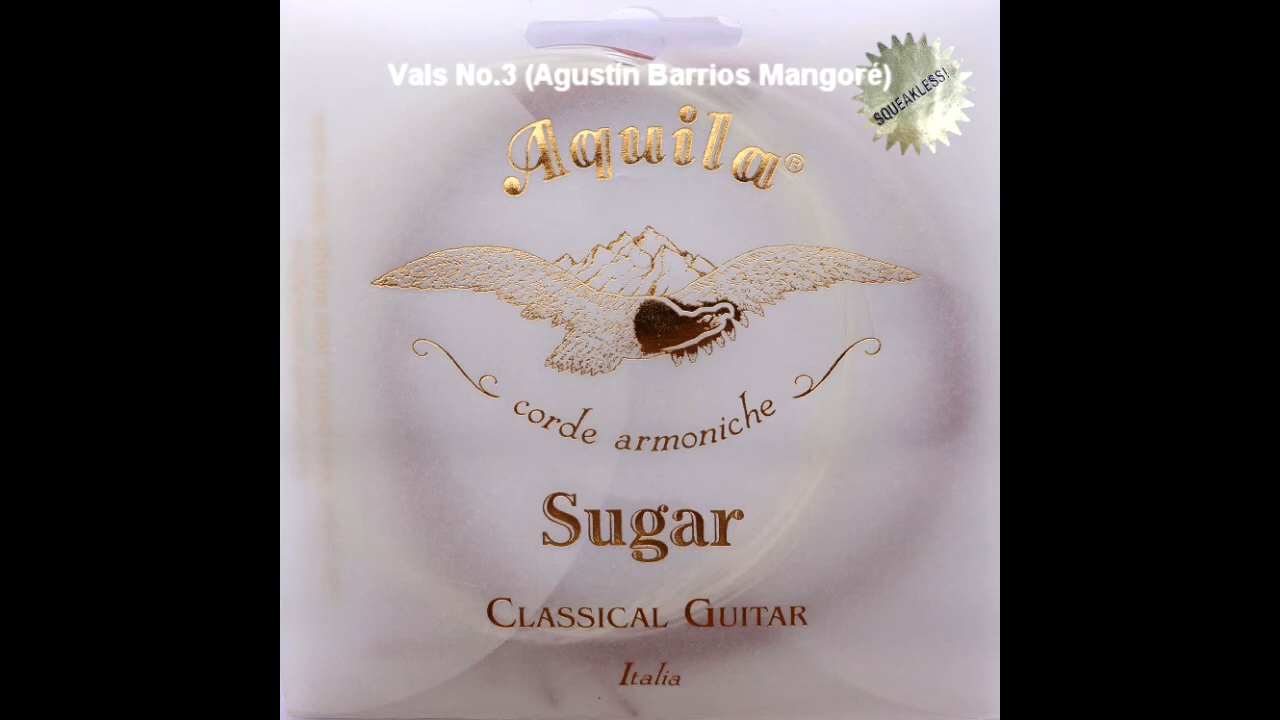 Vals No.3 (Agustín Barrios Mangoré)
SQUEAKLESS!
Aquila®
corde armoniche
Sugar
CLASSICAL GUITAR
Italia